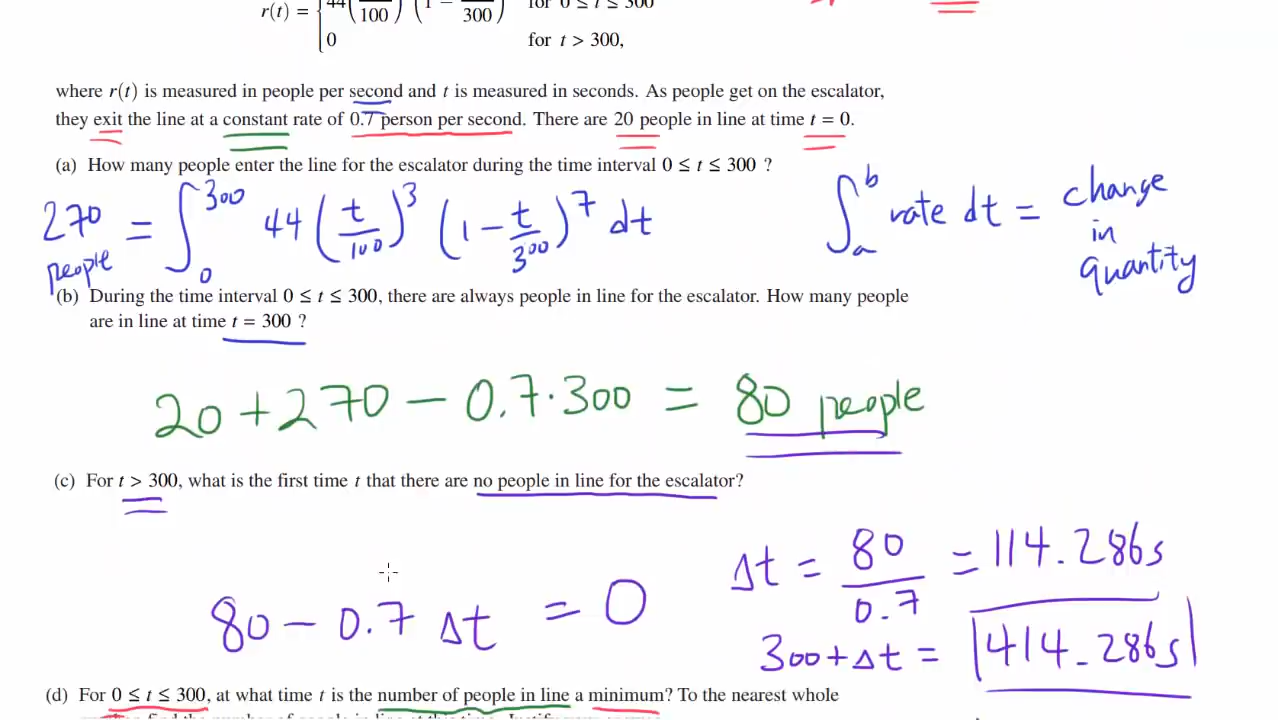 r(t) = { 44 ( /100) (1 − /300) for 0 ≤ t ≤ 300
0 for t > 300,
where r(t) is measured in people per second and t is measured in seconds. As people get on the escalator,
they exit the line at a constant rate of 0.7 person per second. There are 20 people in line at time t = 0.
(a) How many people enter the line for the escalator during the time interval 0 ≤ t ≤ 300 ?
270 people = ∫₀³⁰⁰ 44 (t/100)³ (1 − t/300)⁷ dt
∫ₐᵇ rate dt = change in quantity
(b) During the time interval 0 ≤ t ≤ 300, there are always people in line for the escalator. How many people
are in line at time t = 300 ?
20 + 270 − 0.7 · 300 = 80 people
(c) For t > 300, what is the first time t that there are no people in line for the escalator?
80 − 0.7 Δt = 0
Δt = 80/0.7 = 114.286s
300 + Δt = 414.286s
(d) For 0 ≤ t ≤ 300, at what time t is the number of people in line a minimum? To the nearest whole